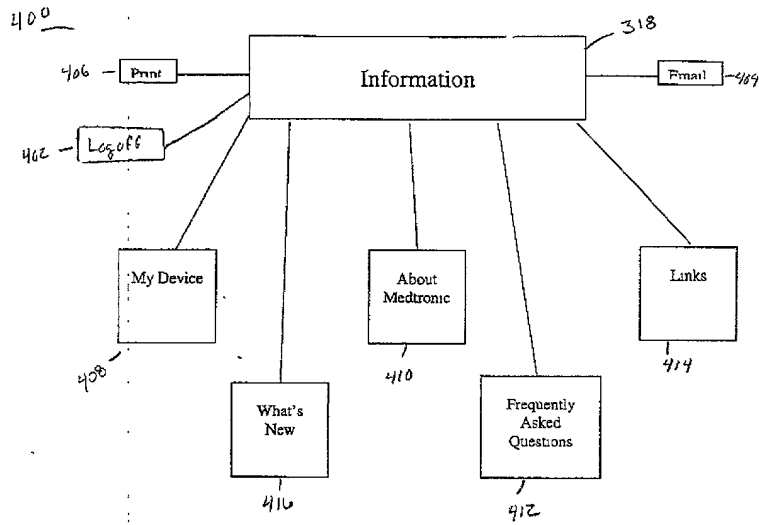 400
318
406
Print
Information
Email
404
402
Logoff
My Device
About
Medtronic
Links
408
410
414
What's
New
Frequently
Asked
Questions
416
412